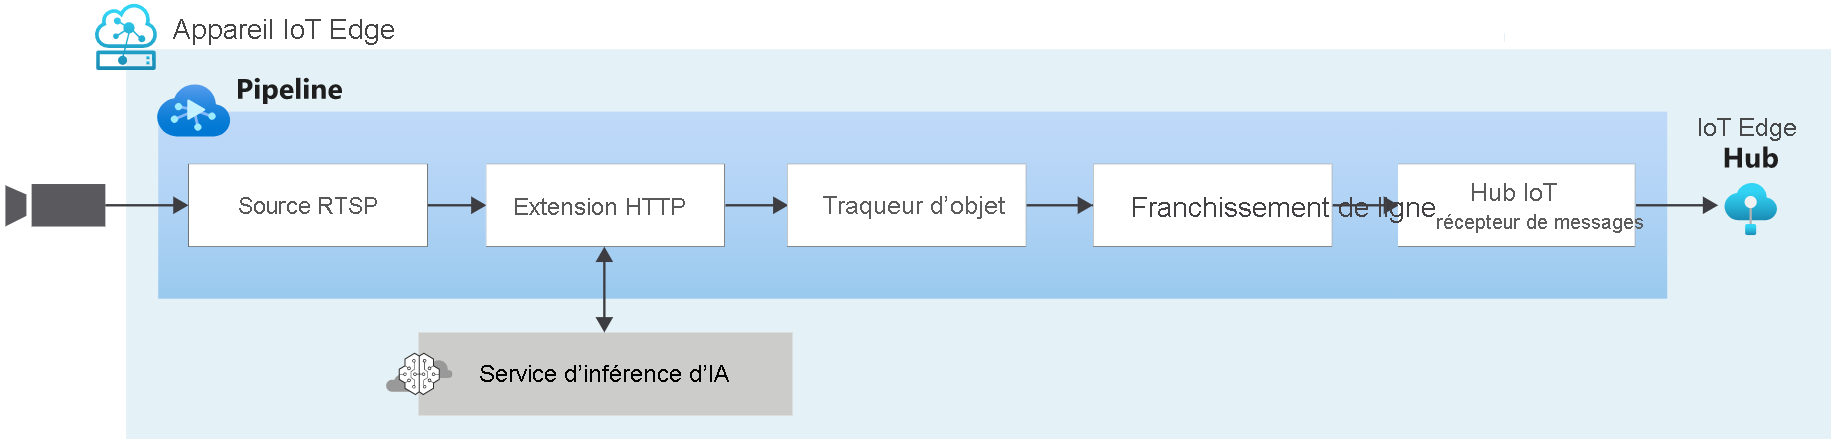 Appareil IoT Edge
Pipeline
IoT Edge
Hub
Source RTSP
Extension HTTP
Traqueur d’objet
Franchissement de ligne
Hub IoT
récepteur de messages
Service d’inférence d’IA